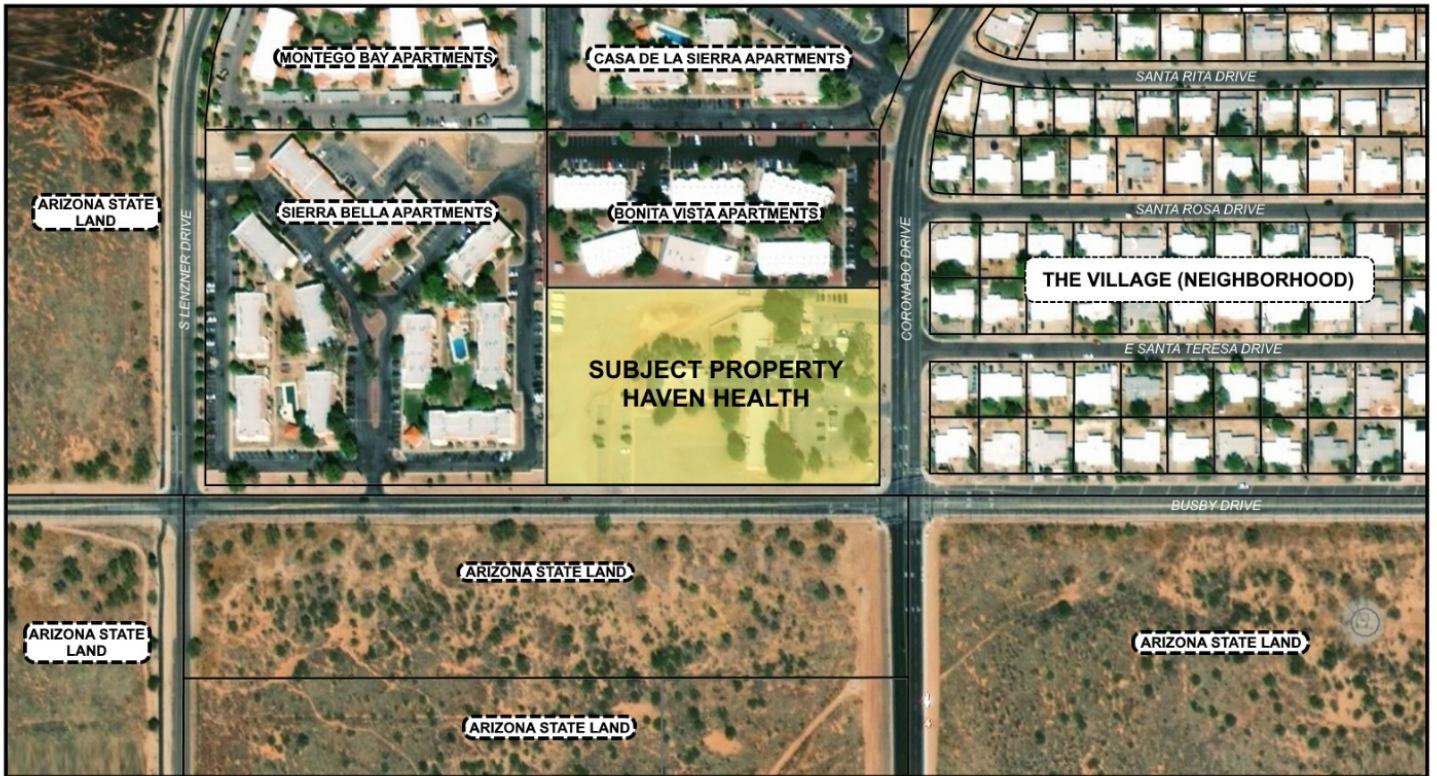 MONTEGO BAY APARTMENTS
CASA DE LA SIERRA APARTMENTS
SANTA RITA DRIVE
ARIZONA STATE
LAND
S LENZNER DRIVE
SIERRA BELLA APARTMENTS
BONITA VISTA APARTMENTS
CORONADO DRIVE
SANTA ROSA DRIVE
THE VILLAGE (NEIGHBORHOOD)
E SANTA TERESA DRIVE
SUBJECT PROPERTY
HAVEN HEALTH
BUSBY DRIVE
ARIZONA STATE LAND
ARIZONA STATE
LAND
ARIZONA STATE LAND
ARIZONA STATE LAND